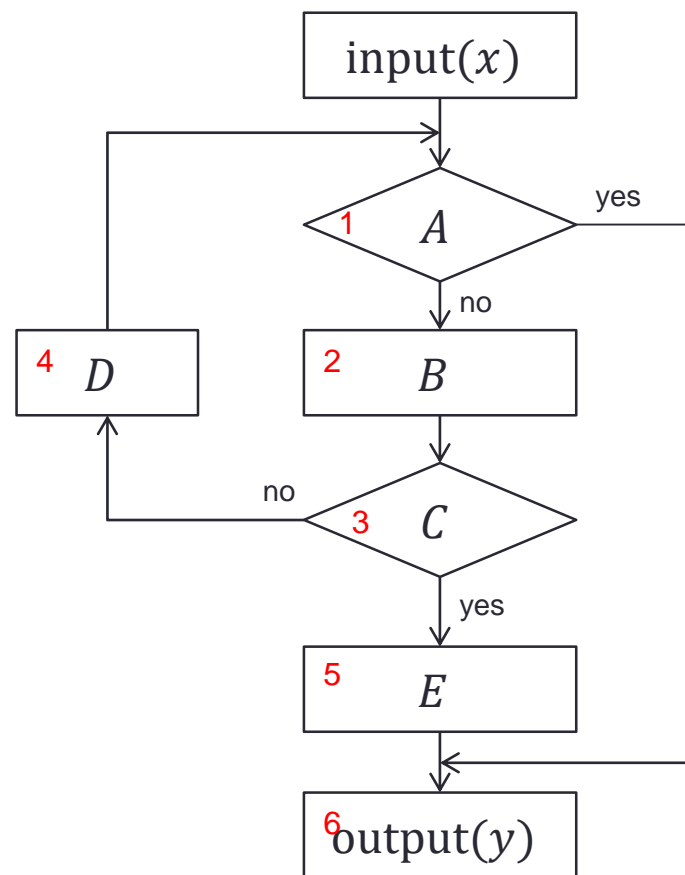 input(x)
1 A
yes
no
4 D
2 B
no
3 C
yes
5 E
6 output(y)